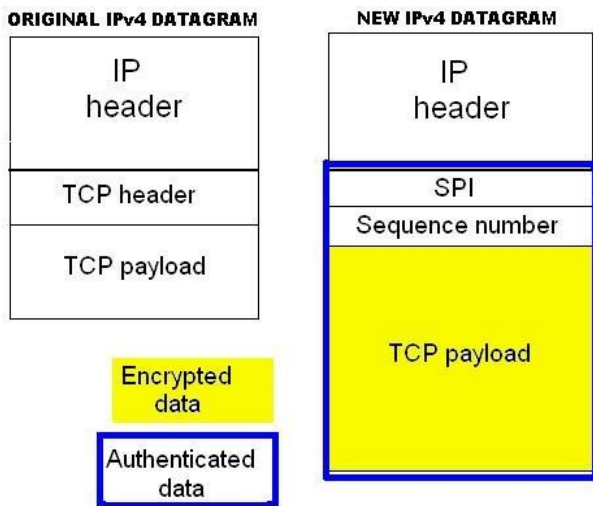 ORIGINAL IPv4 DATAGRAM
IP
header
TCP header
TCP payload
NEW IPv4 DATAGRAM
IP
header
SPI
Sequence number
TCP payload
Encrypted
data
Authenticated
data